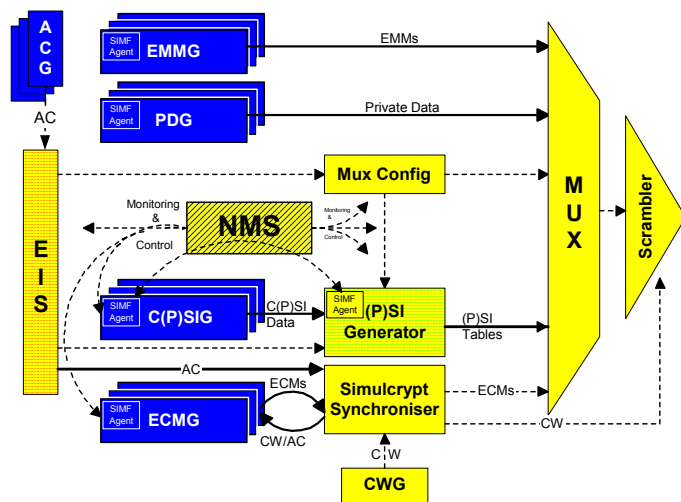 A
C
G
SIMF
Agent
EMMG
EMMs
SIMF
Agent
PDG
Private Data
AC
E
I
S
Mux Config
M
U
X
Scrambler
Monitoring
&
Control
NMS
Monitoring
&
Control
SIMF
Agent
C(P)SIG
C(P)SI
Data
SIMF
Agent
(P)SI
Generator
(P)SI
Tables
AC
SIMF
Agent
ECMG
ECMs
CW/AC
Simulcrypt
Synchroniser
ECMs
CW
C W
CWG